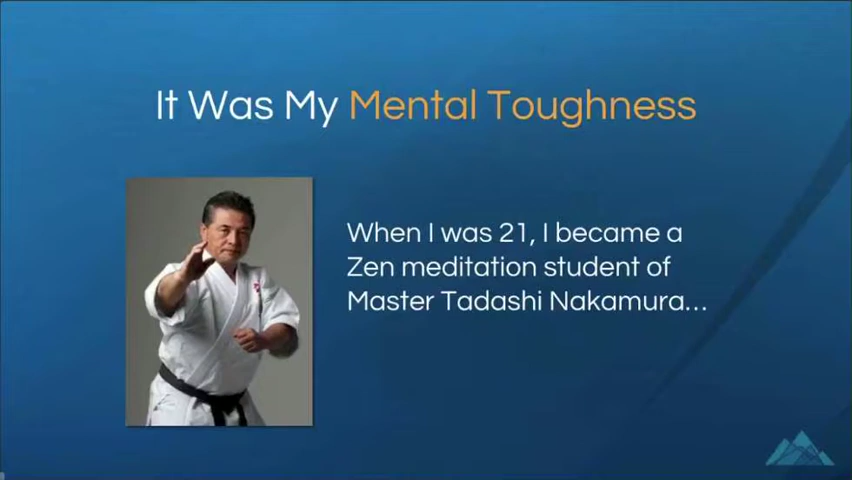 It Was My Mental Toughness
When I was 21, I became a
Zen meditation student of
Master Tadashi Nakamura...